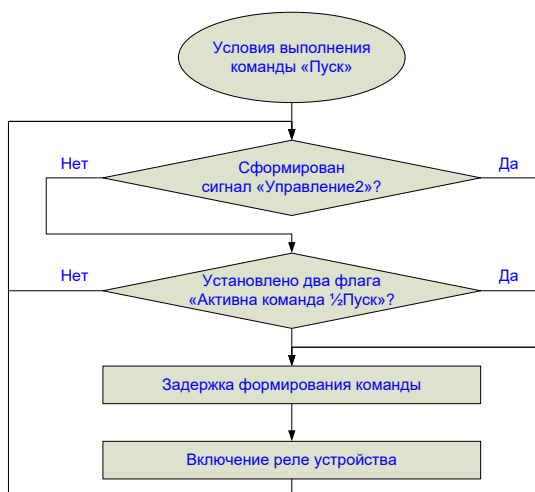 Условия выполнения
команды «Пуск»
Нет
Да
Сформирован
сигнал «Управление2»?
Нет
Да
Установлено два флага
«Активна команда ½Пуск»?
Задержка формирования команды
Включение реле устройства